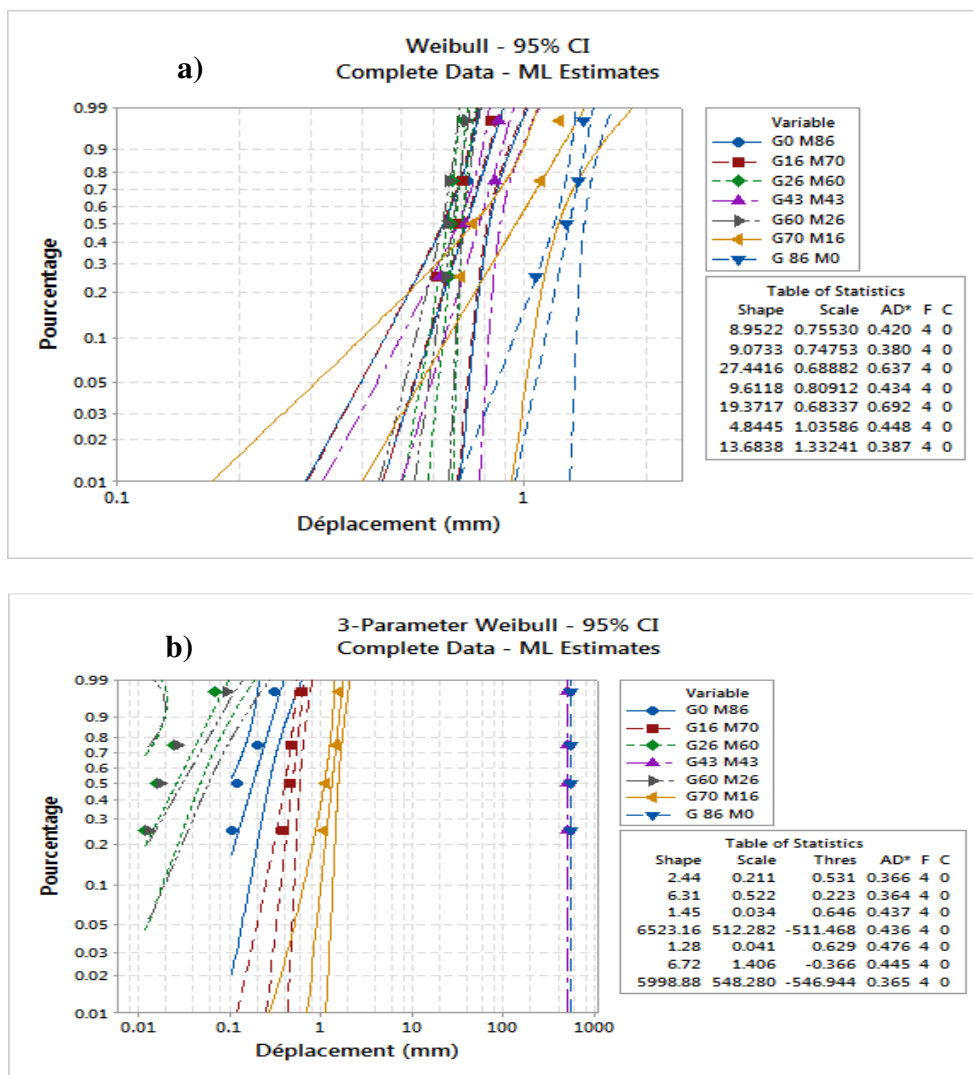 a)
Weibull - 95% CI
Complete Data - ML Estimates
Pourcentage
0.99
0.9
0.8
0.7
0.6
0.5
0.4
0.3
0.2
0.1
0.05
0.03
0.02
0.01
0.1
1
Déplacement (mm)
Variable
G0 M86
G16 M70
G26 M60
G43 M43
G60 M26
G70 M16
G 86 M0
Table of Statistics
Shape Scale AD* F C
8.9522 0.75530 0.420 4 0
9.0733 0.74753 0.380 4 0
27.4416 0.68882 0.637 4 0
9.6118 0.80912 0.434 4 0
19.3717 0.68337 0.692 4 0
4.8445 1.03586 0.448 4 0
13.6838 1.33241 0.387 4 0
b)
3-Parameter Weibull - 95% CI
Complete Data - ML Estimates
Pourcentage
0.99
0.9
0.8
0.7
0.6
0.5
0.4
0.3
0.2
0.1
0.05
0.03
0.02
0.01
0.01
0.1
1
10
100
1000
Déplacement (mm)
Variable
G0 M86
G16 M70
G26 M60
G43 M43
G60 M26
G70 M16
G 86 M0
Table of Statistics
Shape Scale Thres AD* F C
2.44 0.211 0.531 0.366 4 0
6.31 0.522 0.223 0.364 4 0
1.45 0.034 0.646 0.437 4 0
6523.16 512.282 -511.468 0.436 4 0
1.28 0.041 0.629 0.476 4 0
6.72 1.406 -0.366 0.445 4 0
5998.88 548.280 -546.944 0.365 4 0